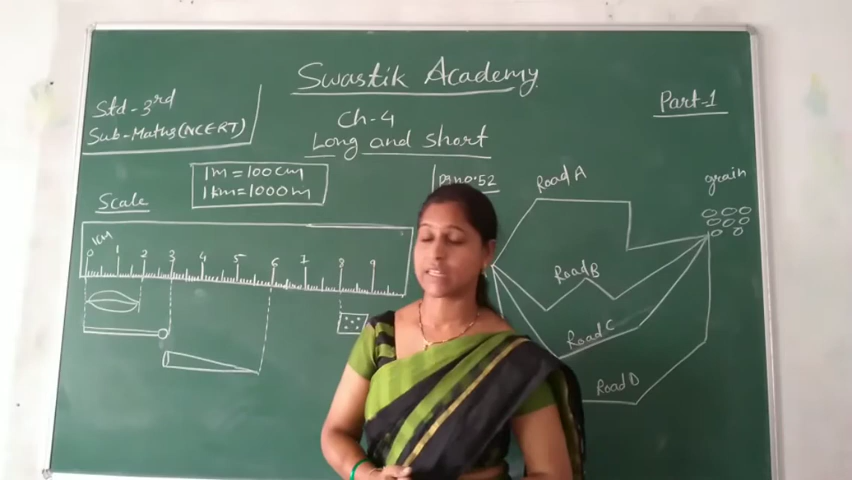 Swastik Academy
Std-3rd
Sub-Maths(NCERT)
Part-1
Ch-4
Long and short
1m=100cm
1km=1000m
Pg no.52
Scale
Road A
grain
1CM
0 1 2 3 4 5 6 7 8 9
Road B
Road C
Road D